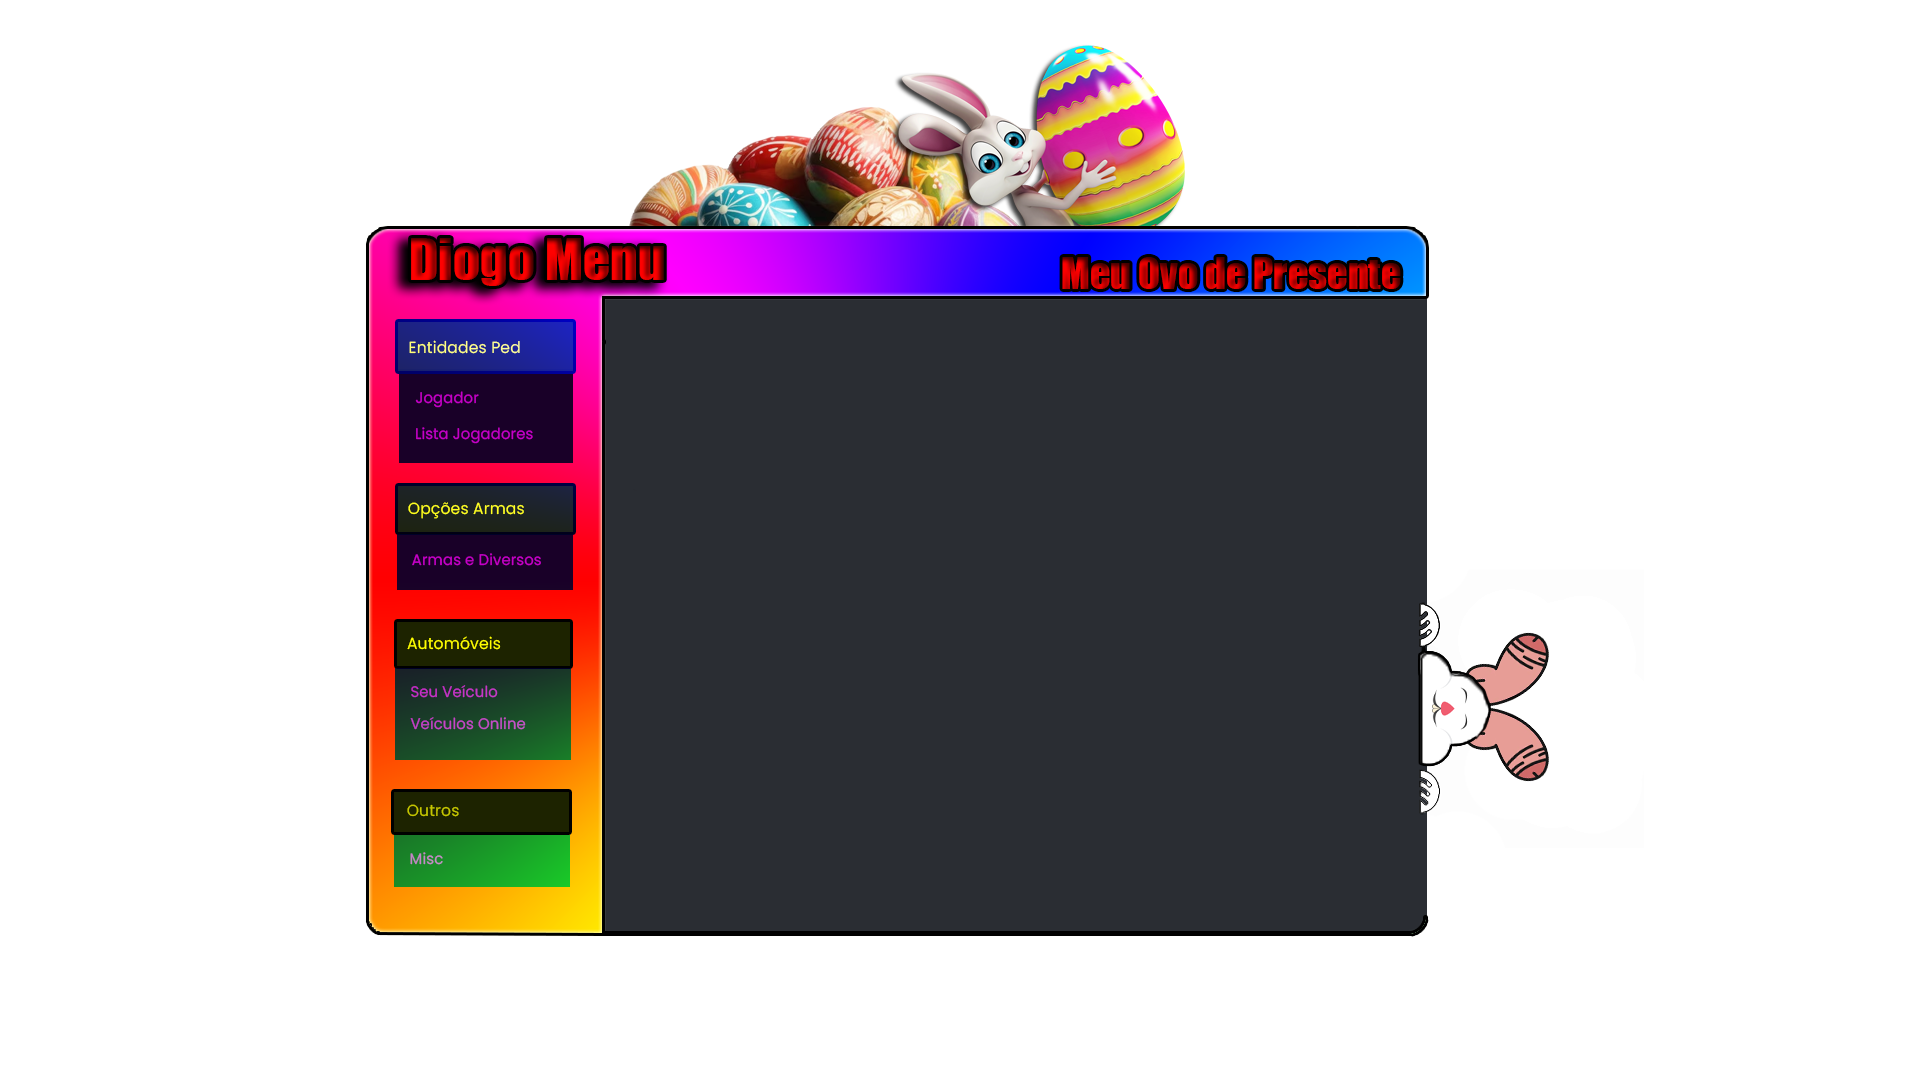 Diogo Menu
Meu Ovo de Presente
Entidades Ped
Jogador
Lista Jogadores
Opções Armas
Armas e Diversos
Automóveis
Seu Veículo
Veículos Online
Outros
Misc